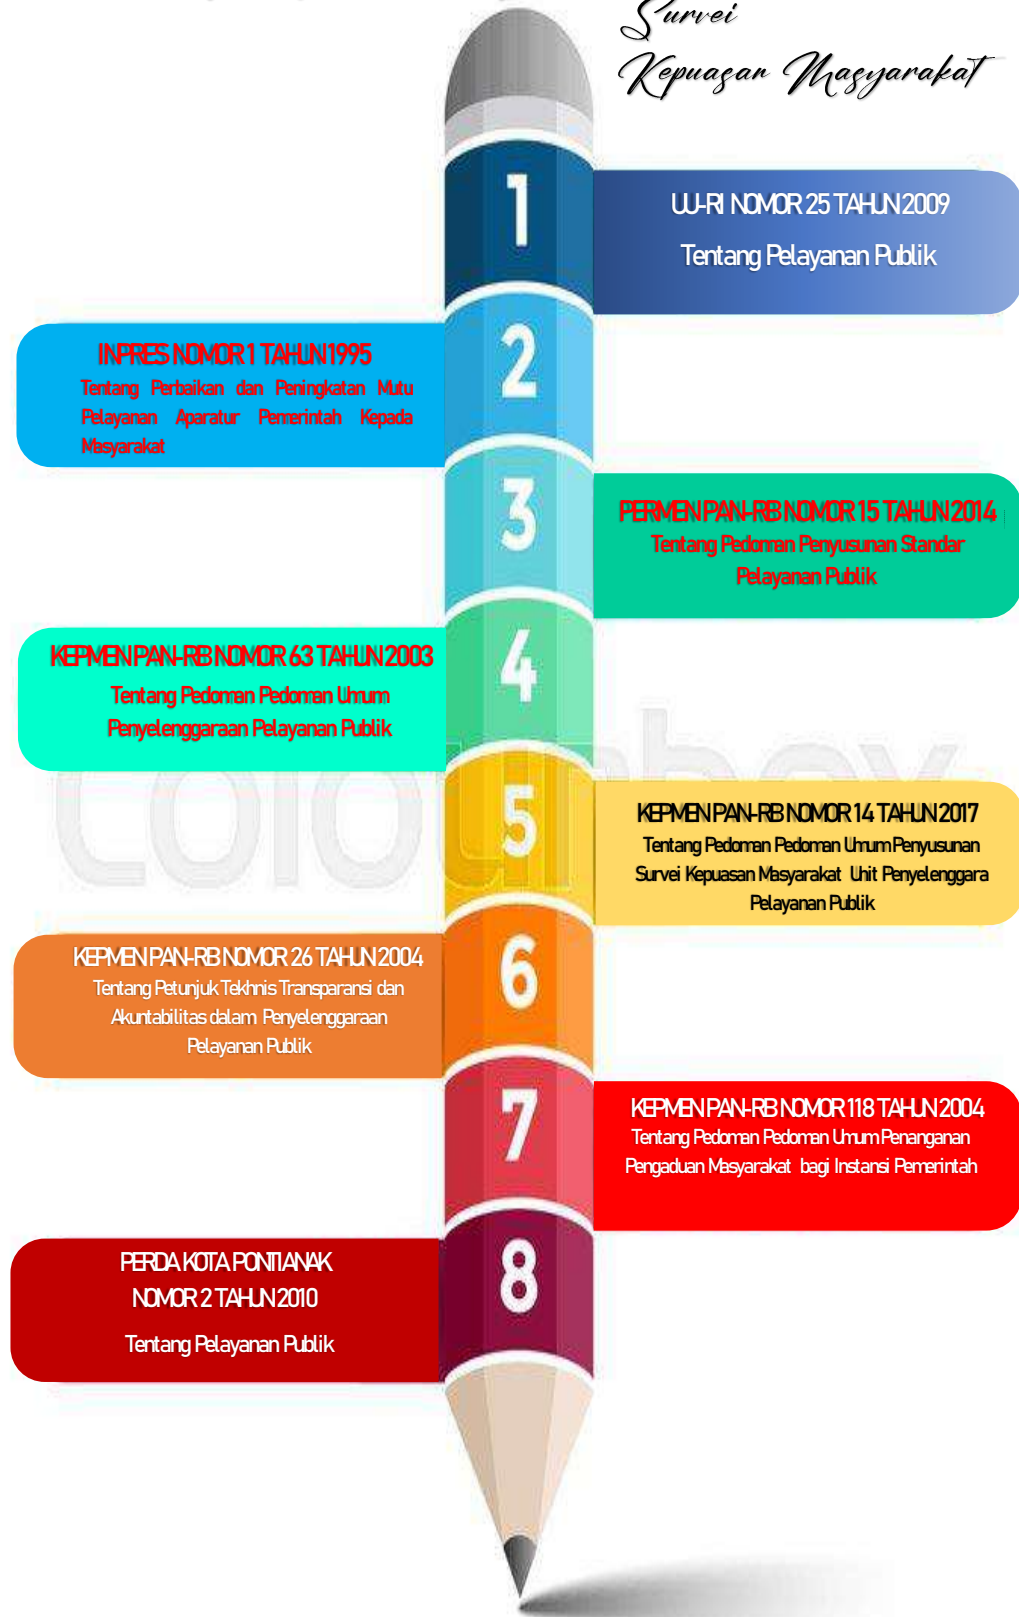 Survei
Kepuasan Masyarakat
1
UU-RI NOMOR 25 TAHUN 2009
Tentang Pelayanan Publik
2
INPRES NOMOR 1 TAHUN 1995
Tentang Perbaikan dan Peningkatan Mutu
Pelayanan Aparatur Pemerintah Kepada
Masyarakat
3
PERMEN PAN-RB NOMOR 15 TAHUN 2014
Tentang Pedoman Penyusunan Standar
Pelayanan Publik
4
KEPMEN PAN-RB NOMOR 63 TAHUN 2003
Tentang Pedoman Pedoman Umum
Penyelenggaraan Pelayanan Publik
5
KEPMEN PAN-RB NOMOR 14 TAHUN 2017
Tentang Pedoman Pedoman Umum Penyusunan
Survei Kepuasan Masyarakat Unit Penyelenggara
Pelayanan Publik
colourbox
6
KEPMEN PAN-RB NOMOR 26 TAHUN 2004
Tentang Petunjuk Tekhnis Transparansi dan
Akuntabilitas dalam Penyelenggaraan
Pelayanan Publik
7
KEPMEN PAN-RB NOMOR 118 TAHUN 2004
Tentang Pedoman Pedoman Umum Penanganan
Pengaduan Masyarakat bagi Instansi Pemerintah
8
PERDA KOTA PONTIANAK
NOMOR 2 TAHUN 2010
Tentang Pelayanan Publik